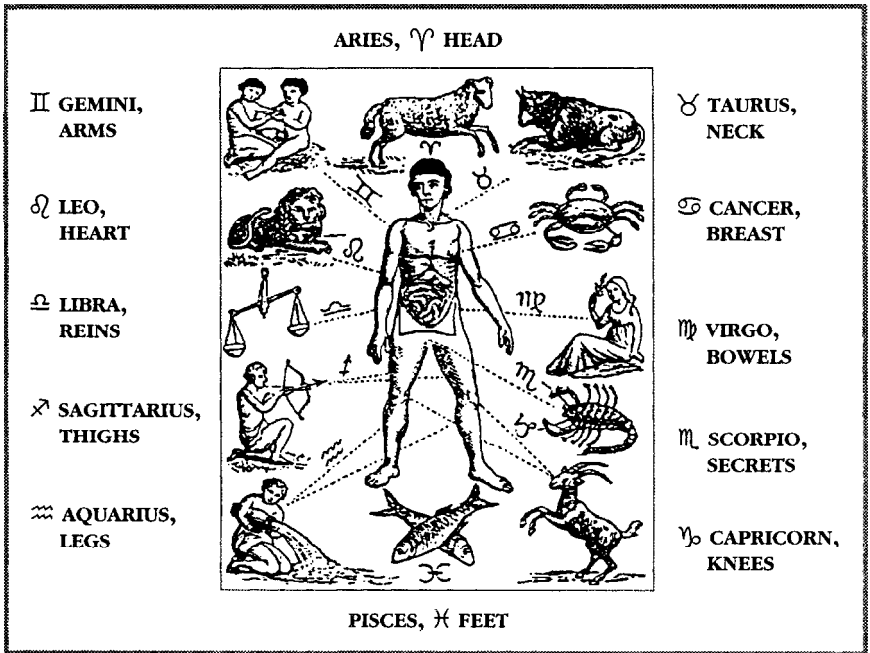 ARIES, ♈ HEAD
♊ GEMINI,
ARMS
♌ LEO,
HEART
♎ LIBRA,
REINS
♐ SAGITTARIUS,
THIGHS
♒ AQUARIUS,
LEGS
♉ TAURUS,
NECK
♋ CANCER,
BREAST
♍ VIRGO,
BOWELS
♏ SCORPIO,
SECRETS
♑ CAPRICORN,
KNEES
♈
♊
♉
♌
♋
♎
♍
♐
♏
♑
♒
♓
PISCES, ♓ FEET